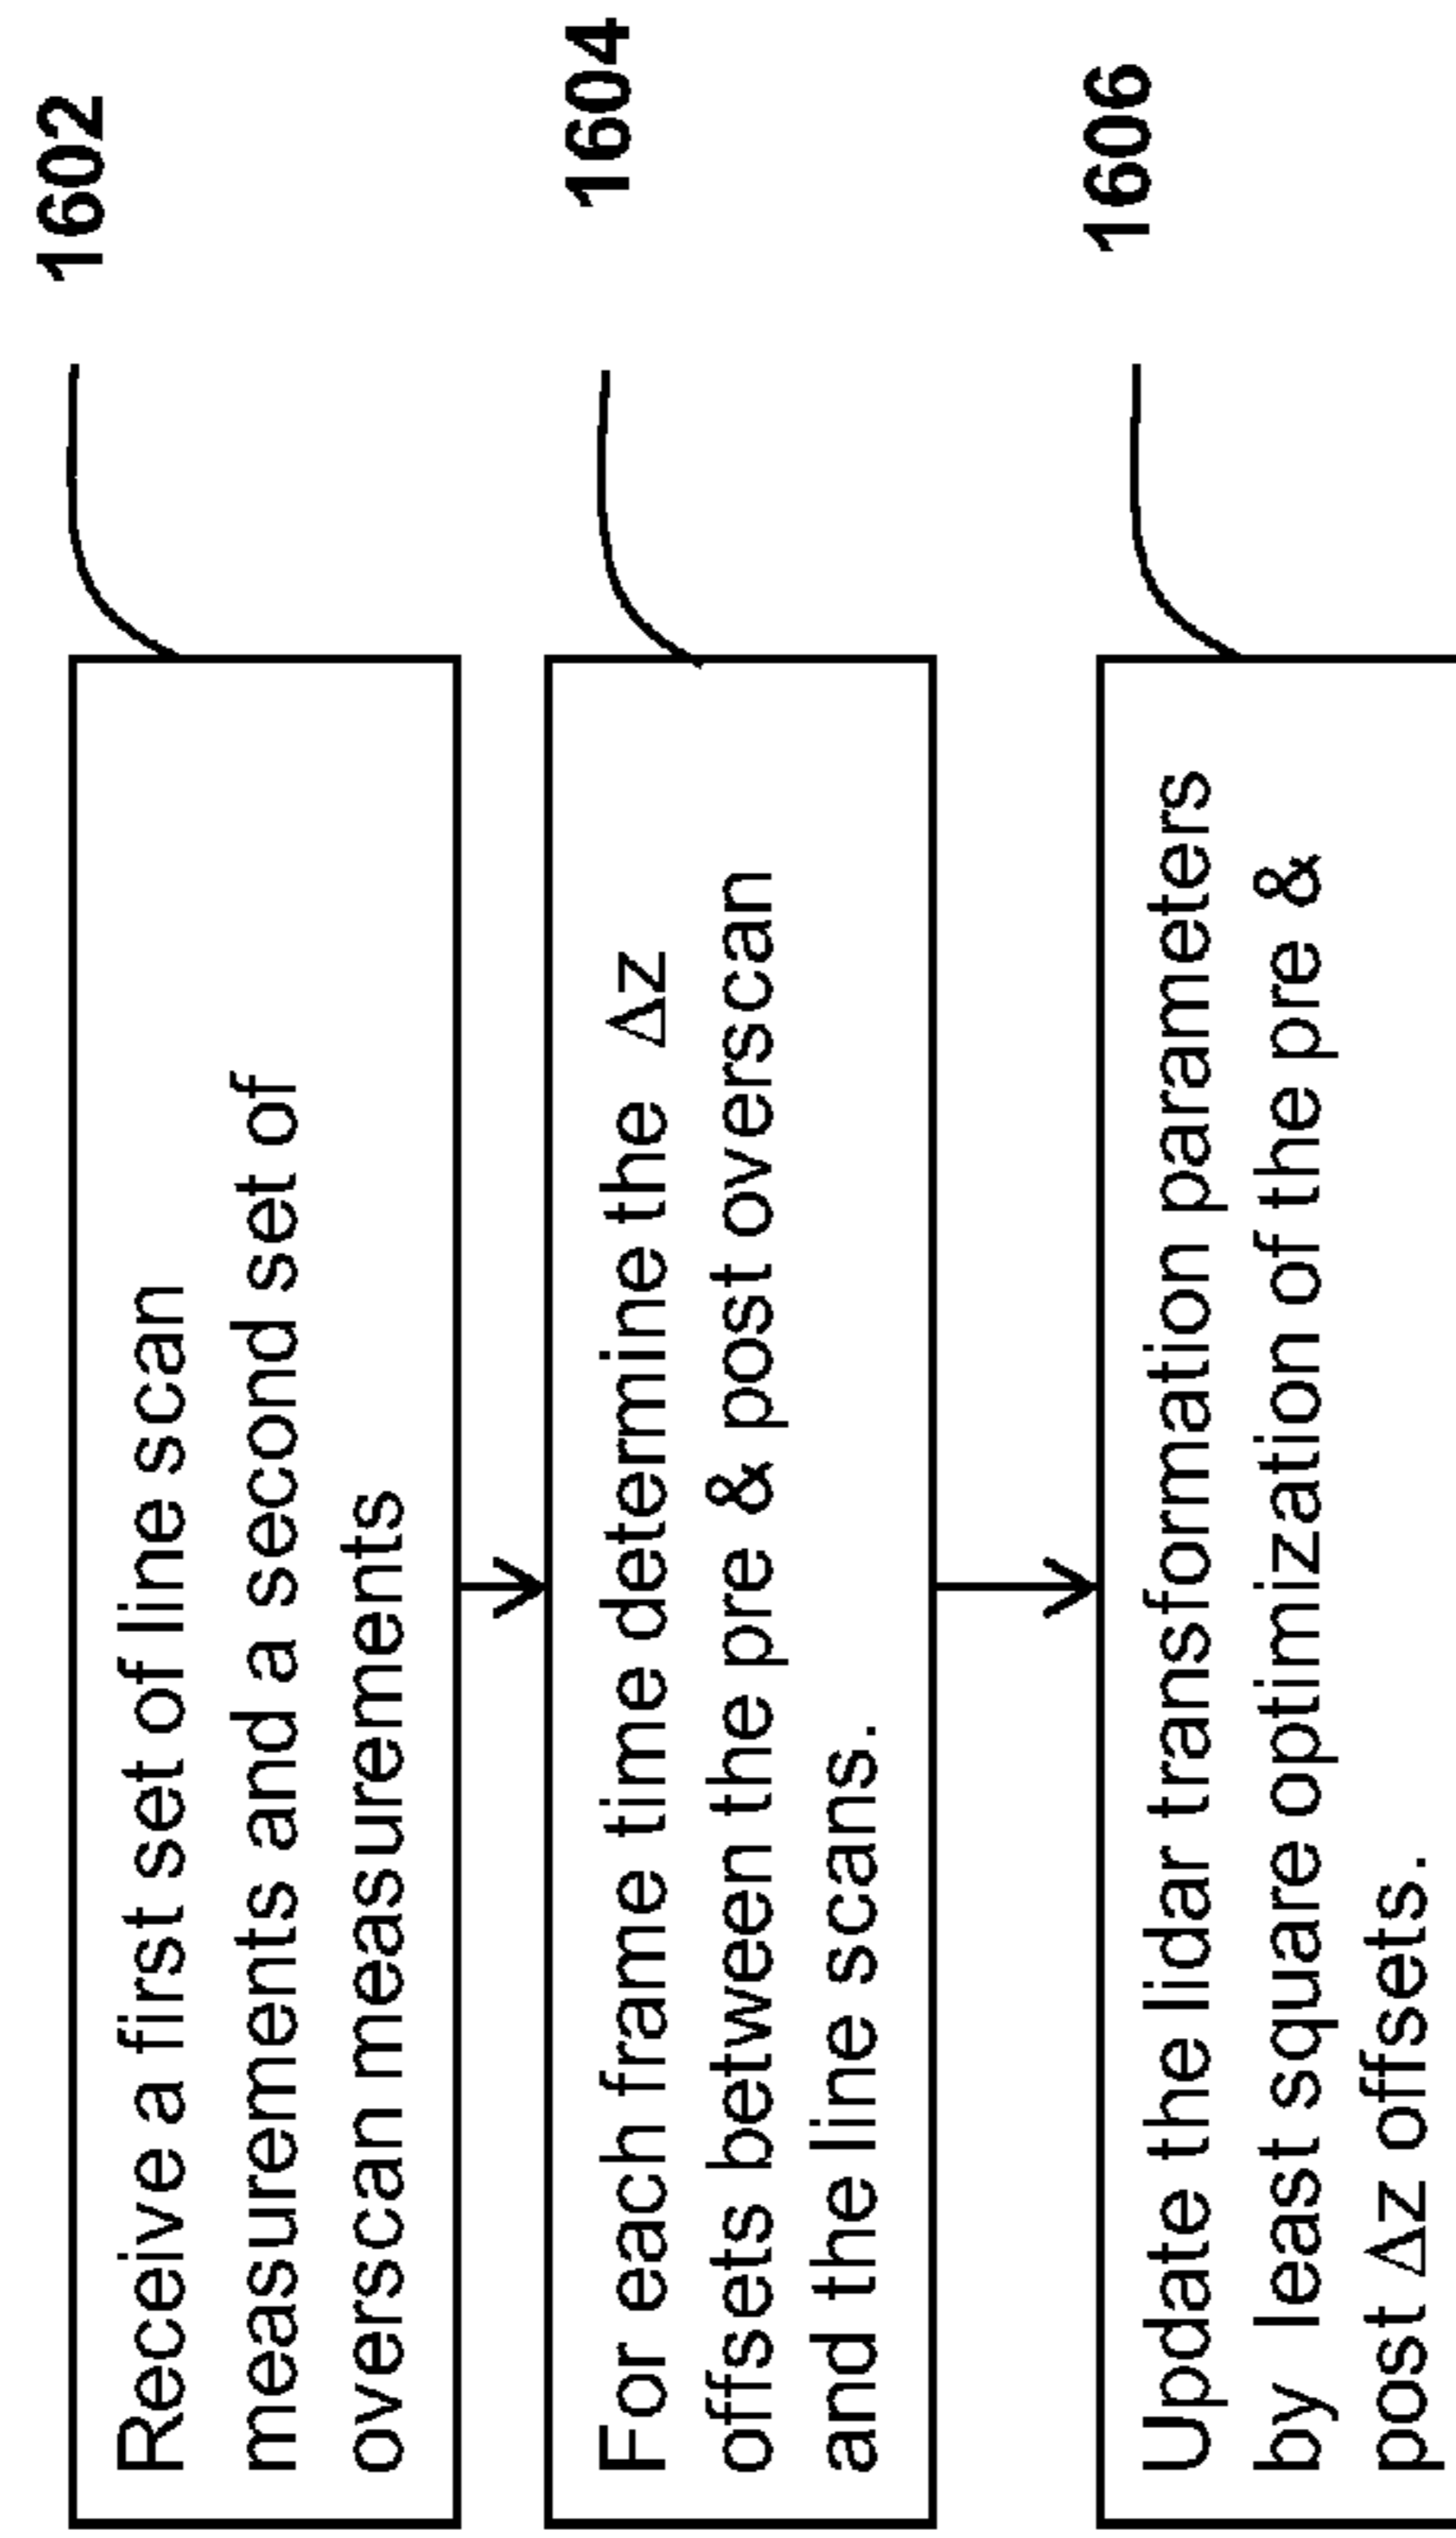 1602
Receive a first set of line scan
measurements and a second set of
overscan measurements
1604
For each frame time determine the Δz
offsets between the pre & post overscan
and the line scans.
1606
Update the lidar transformation parameters
by least square optimization of the pre &
post Δz offsets.